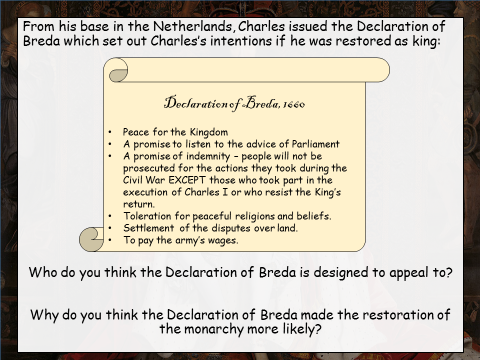 From his base in the Netherlands, Charles issued the Declaration of
Breda which set out Charles's intentions if he was restored as king:
Declaration of Breda, 1660
• Peace for the Kingdom
• A promise to listen to the advice of Parliament
• A promise of indemnity – people will not be
prosecuted for the actions they took during the
Civil War EXCEPT those who took part in the
execution of Charles I or who resist the King's
return.
• Toleration for peaceful religions and beliefs.
• Settlement of the disputes over land.
• To pay the army's wages.
Who do you think the Declaration of Breda is designed to appeal to?
Why do you think the Declaration of Breda made the restoration of
the monarchy more likely?